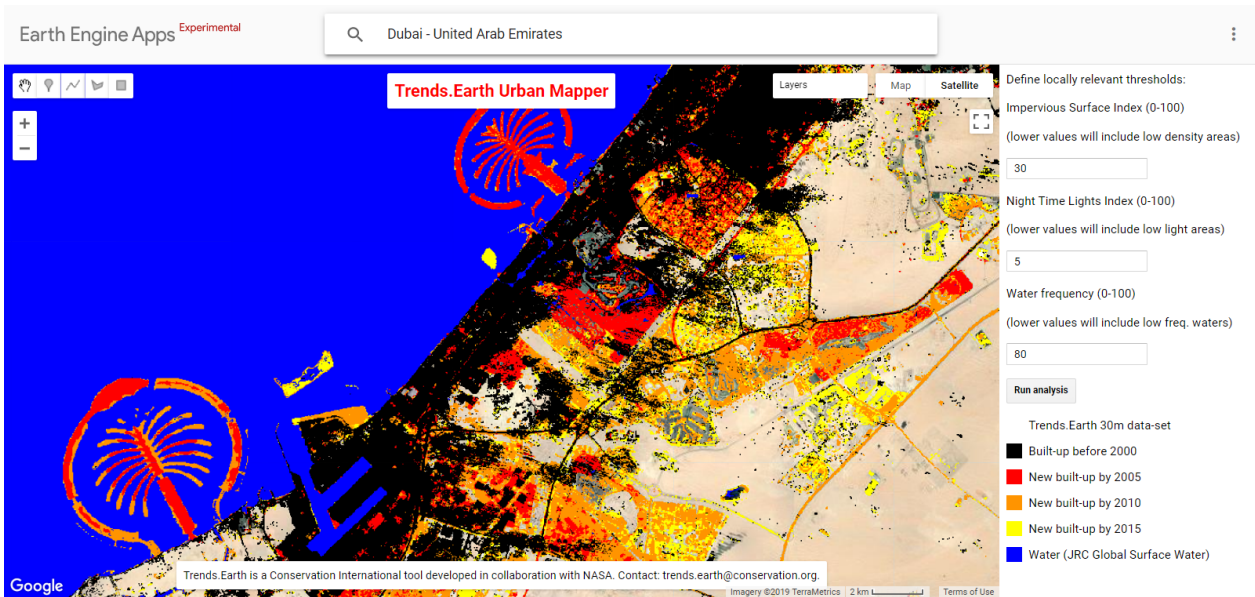 Earth Engine Apps Experimental
Dubai - United Arab Emirates
Trends.Earth Urban Mapper
Layers
Map
Satellite
Define locally relevant thresholds:
Impervious Surface Index (0-100)
(lower values will include low density areas)
30
Night Time Lights Index (0-100)
(lower values will include low light areas)
5
Water frequency (0-100)
(lower values will include low freq. waters)
80
Run analysis
Trends.Earth 30m data-set
Built-up before 2000
New built-up by 2005
New built-up by 2010
New built-up by 2015
Water (JRC Global Surface Water)
Trends.Earth is a Conservation International tool developed in collaboration with NASA. Contact: trends.earth@conservation.org.
Google
Imagery ©2019 TerraMetrics
2 km
Terms of Use